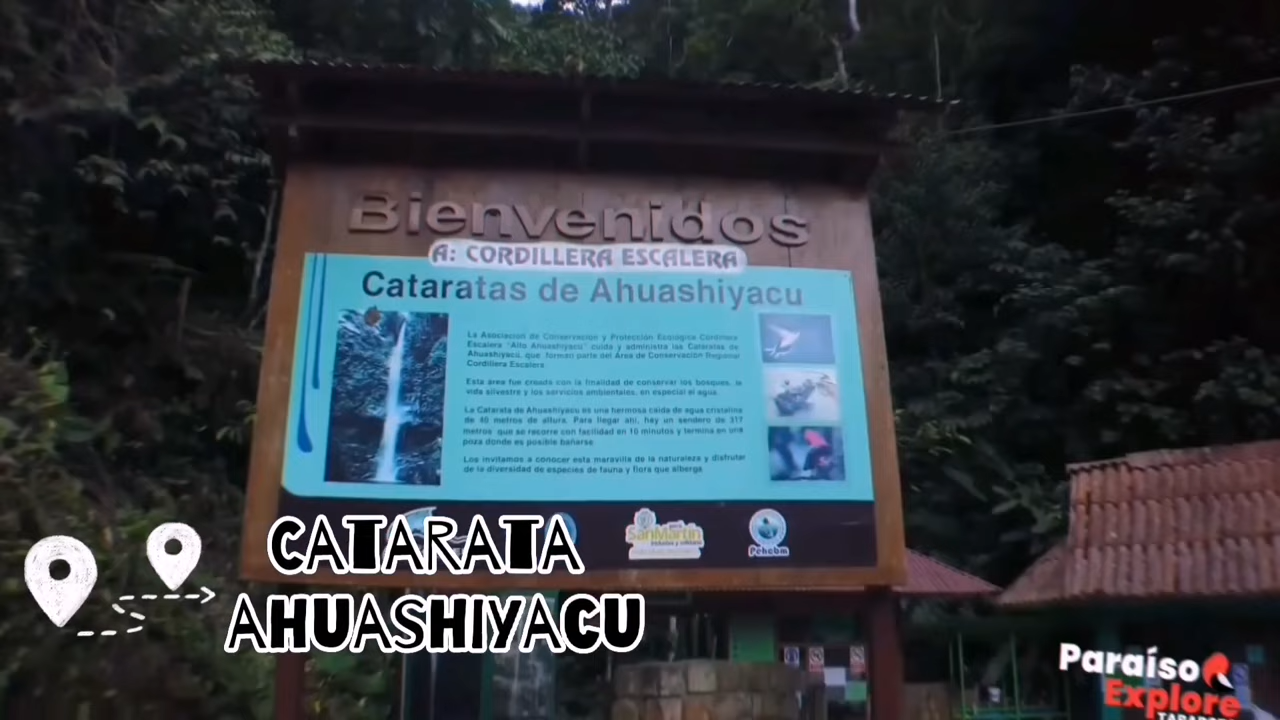 Bienvenidos
A: CORDILLERA ESCALERA
Cataratas de Ahuashiyacu
La Asociación de Conservación y Protección Ecológica Cordillera
Escalera "Alto Ahuashiyacu" cuida y administra las Cataratas de
Ahuashiyacu, que forman parte del Área de Conservación Regional
Cordillera Escalera
Esta área fue creada con la finalidad de conservar los bosques, la
vida silvestre y los servicios ambientales, en especial el agua.
La Catarata de Ahuashiyacu es una hermosa caída de agua cristalina
de 40 metros de altura. Para llegar ahí, hay un sendero de 317
metros que se recorre con facilidad en 10 minutos y termina en una
poza donde es posible bañarse.
Los invitamos a conocer esta maravilla de la naturaleza y disfrutar
de la diversidad de especies de fauna y flora que alberga.
SanMartín
Pehcbm
CATARATA
AHUASHIYACU
Paraíso
Explore